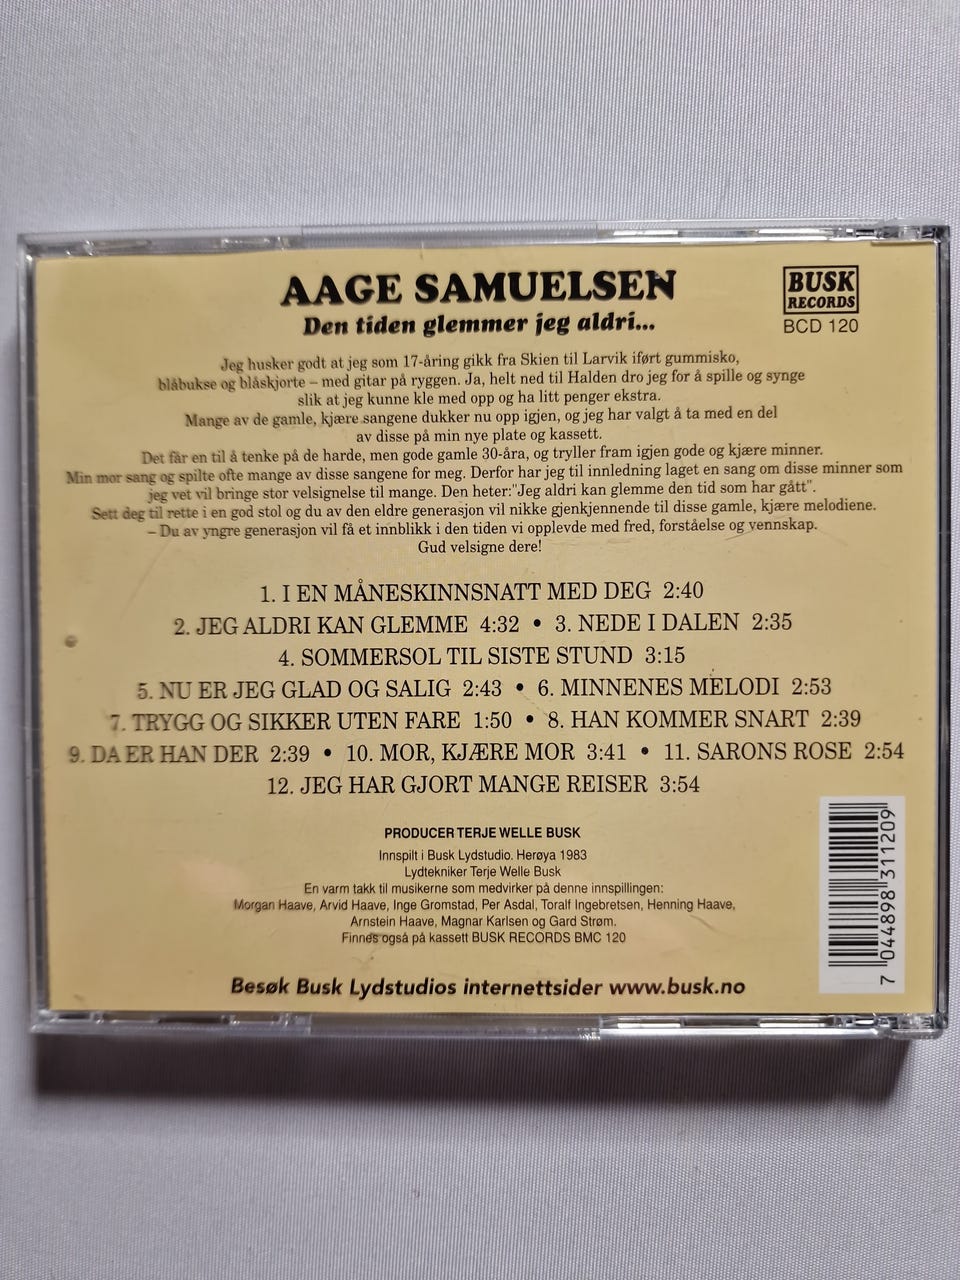 AAGE SAMUELSEN
Den tiden glemmer jeg aldri...
BUSK
RECORDS
BCD 120
Jeg husker godt at jeg som 17-åring gikk fra Skien til Larvik iført gummisko,
blåbukse og blåskjorte – med gitar på ryggen. Ja, helt ned til Halden dro jeg for å spille og synge
slik at jeg kunne kle med opp og ha litt penger ekstra.
Mange av de gamle, kjære sangene dukker nu opp igjen, og jeg har valgt å ta med en del
av disse på min nye plate og kassett.
Det får en til å tenke på de harde, men gode gamle 30-åra, og tryller fram igjen gode og kjære minner.
Min mor sang og spilte ofte mange av disse sangene for meg. Derfor har jeg til innledning laget en sang om disse minner som
jeg vet vil bringe stor velsignelse til mange. Den heter:"Jeg aldri kan glemme den tid som har gått".
Sett deg til rette i en god stol og du av den eldre generasjon vil nikke gjenkjennende til disse gamle, kjære melodiene.
– Du av yngre generasjon vil få et innblikk i den tiden vi opplevde med fred, forståelse og vennskap.
Gud velsigne dere!
1. I EN MÅNESKINNSNATT MED DEG 2:40
2. JEG ALDRI KAN GLEMME 4:32 • 3. NEDE I DALEN 2:35
4. SOMMERSOL TIL SISTE STUND 3:15
5. NU ER JEG GLAD OG SALIG 2:43 • 6. MINNENES MELODI 2:53
7. TRYGG OG SIKKER UTEN FARE 1:50 • 8. HAN KOMMER SNART 2:39
9. DA ER HAN DER 2:39 • 10. MOR, KJÆRE MOR 3:41 • 11. SARONS ROSE 2:54
12. JEG HAR GJORT MANGE REISER 3:54
PRODUCER TERJE WELLE BUSK
Innspilt i Busk Lydstudio. Herøya 1983
Lydtekniker Terje Welle Busk
En varm takk til musikerne som medvirker på denne innspillingen:
Morgan Haave, Arvid Haave, Inge Gromstad, Per Asdal, Toralf Ingebretsen, Henning Haave,
Arnstein Haave, Magnar Karlsen og Gard Strøm.
Finnes også på kassett BUSK RECORDS BMC 120
Besøk Busk Lydstudios internettsider www.busk.no
7 044898 311209